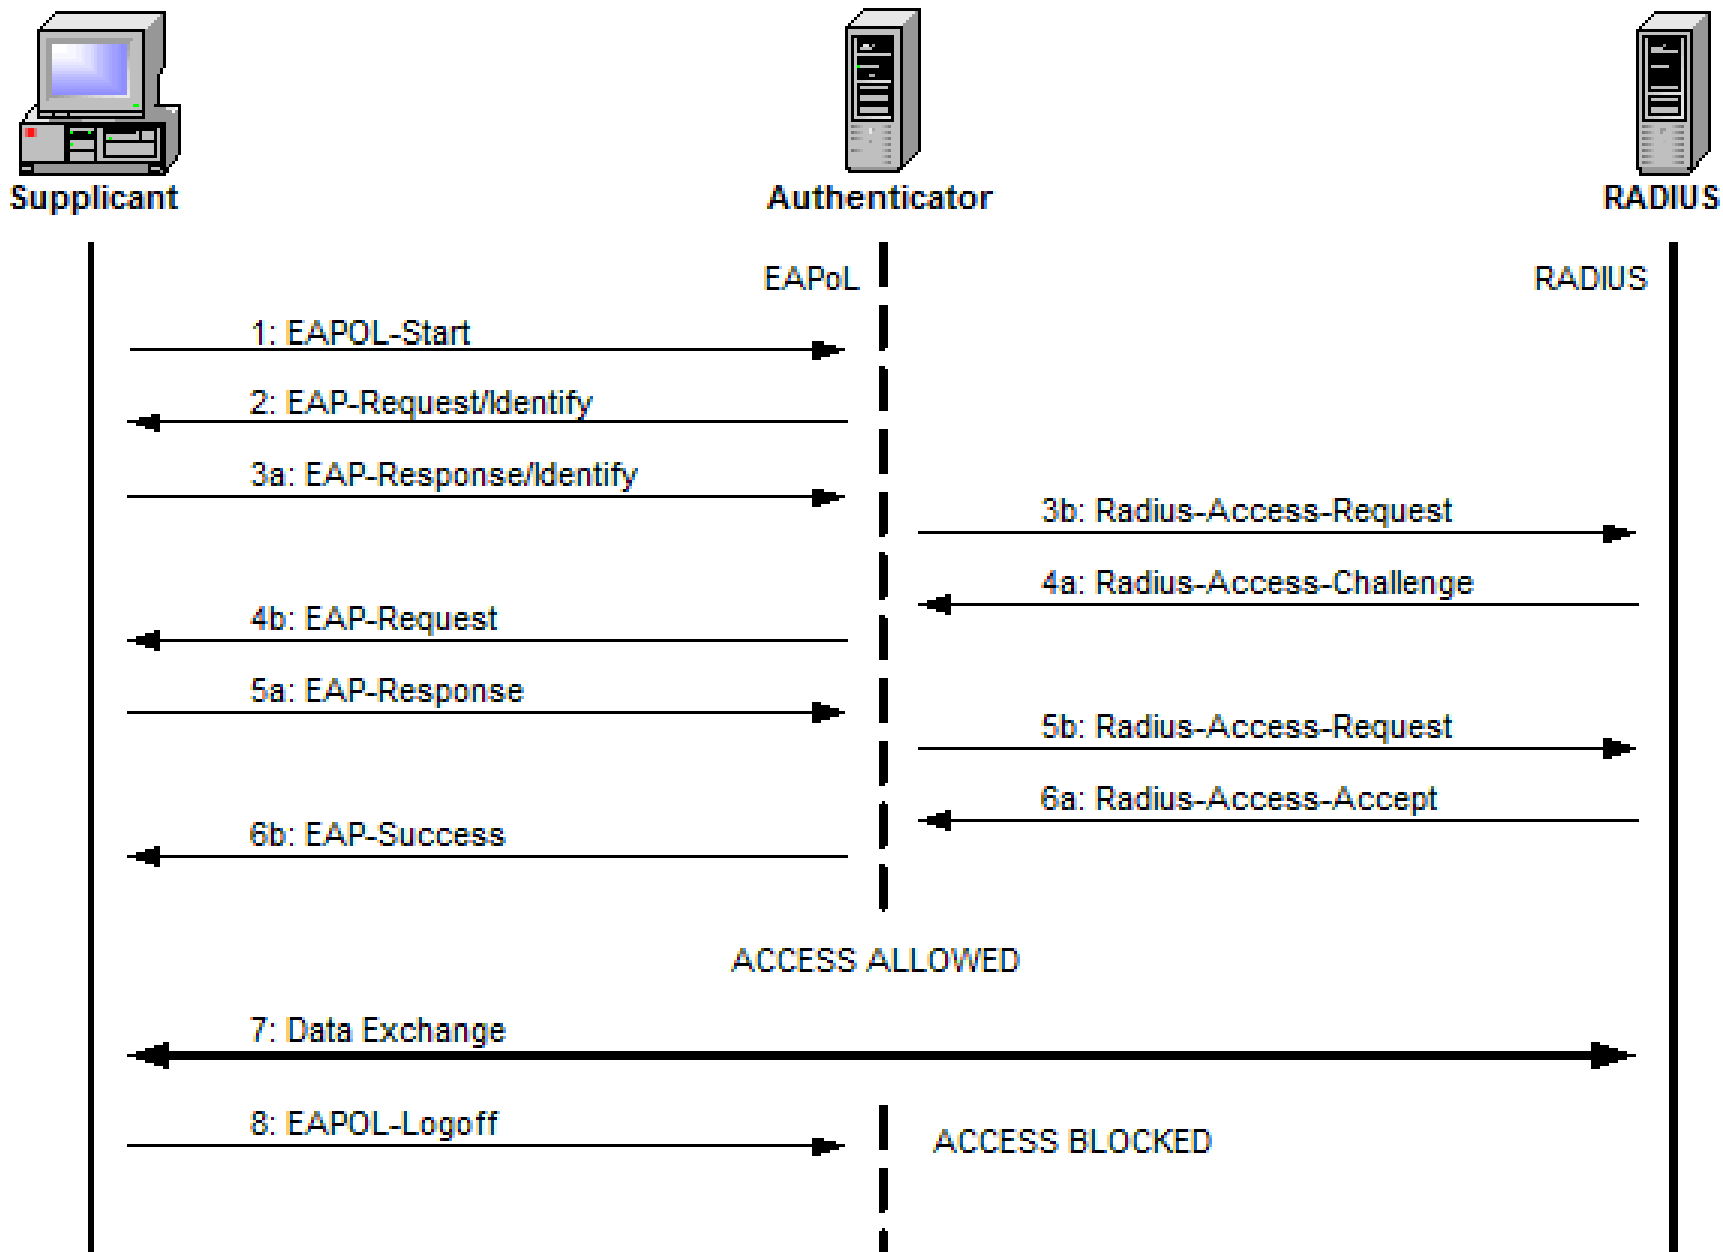 Supplicant
Authenticator
RADIUS
EAPoL
RADIUS
1: EAPOL-Start
2: EAP-Request/Identify
3a: EAP-Response/Identify
3b: Radius-Access-Request
4a: Radius-Access-Challenge
4b: EAP-Request
5a: EAP-Response
5b: Radius-Access-Request
6a: Radius-Access-Accept
6b: EAP-Success
ACCESS ALLOWED
7: Data Exchange
8: EAPOL-Logoff
ACCESS BLOCKED